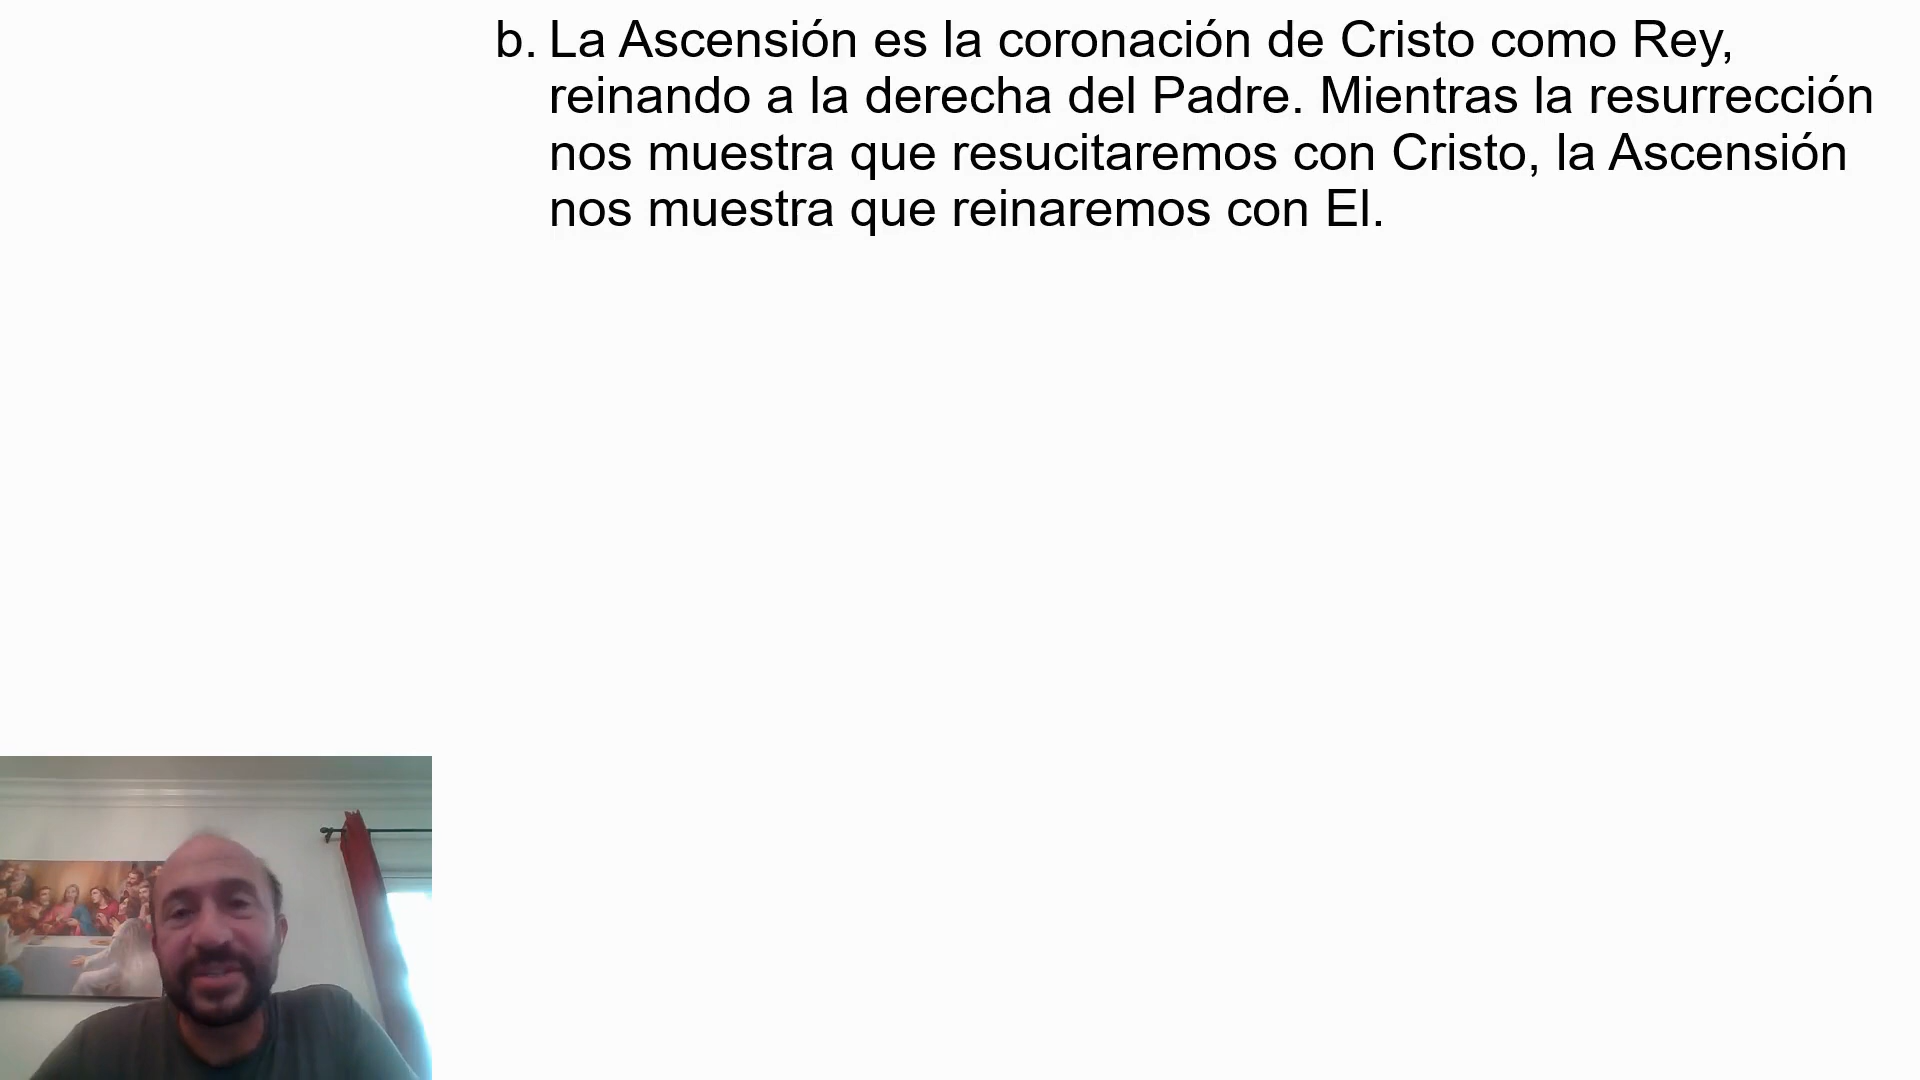 b. La Ascensión es la coronación de Cristo como Rey,
reinando a la derecha del Padre. Mientras la resurrección
nos muestra que resucitaremos con Cristo, la Ascensión
nos muestra que reinaremos con El.